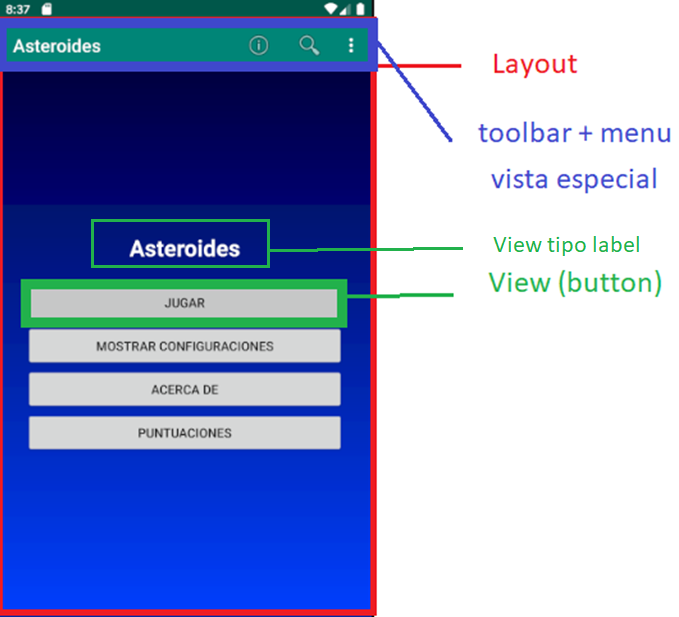 8:37
Asteroides
Layout
toolbar + menu
vista especial
Asteroides
View tipo label
View (button)
JUGAR
MOSTRAR CONFIGURACIONES
ACERCA DE
PUNTUACIONES